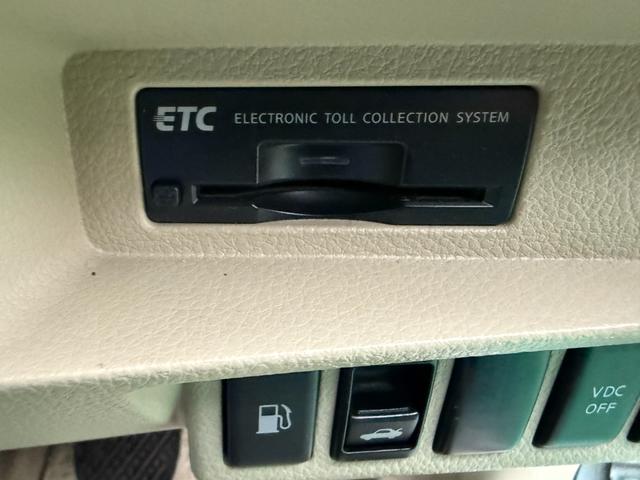 ETC ELECTRONIC TOLL COLLECTION SYSTEM
VDC
OFF